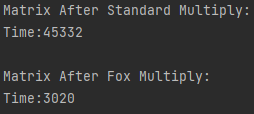 Matrix After Standard Multiply:
Time:45332
Matrix After Fox Multiply:
Time:3020